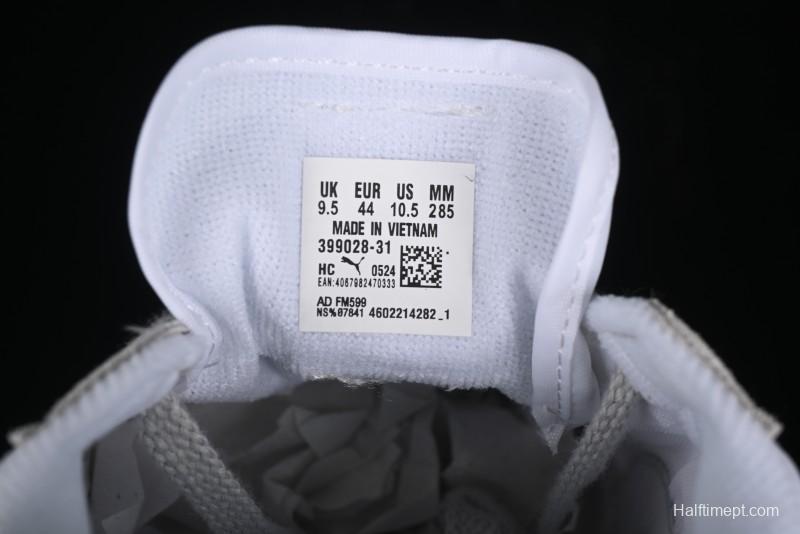 UK EUR US MM
9.5 44 10.5 285
MADE IN VIETNAM
399028-31
HC 0524
EAN:4067982470333
AD FM599
NS%07841 4602214282_1
Halftimept.com